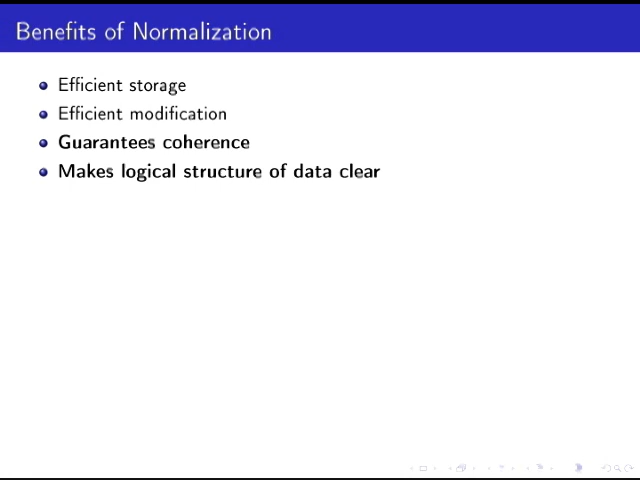 Benefits of Normalization
Efficient storage
Efficient modification
Guarantees coherence
Makes logical structure of data clear